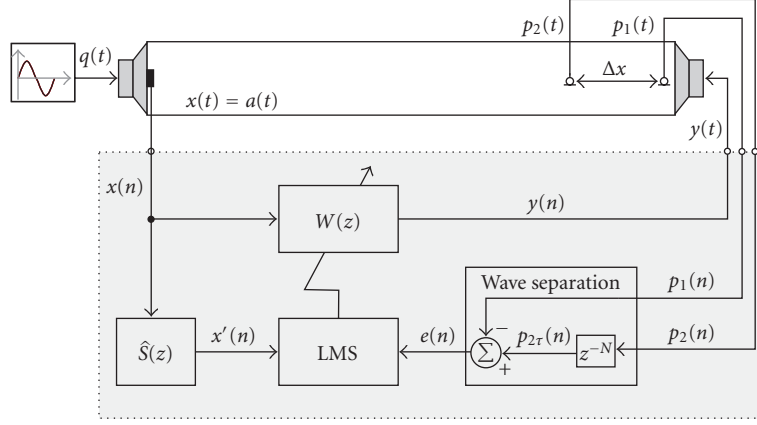 p₂(t)
p₁(t)
q(t)
Δx
x(t) = a(t)
y(t)
x(n)
W(z)
y(n)
Wave separation
p₁(n)
−
Ŝ(z)
x′(n)
LMS
e(n)
Σ
+
p₂τ(n)
z⁻ᴺ
p₂(n)